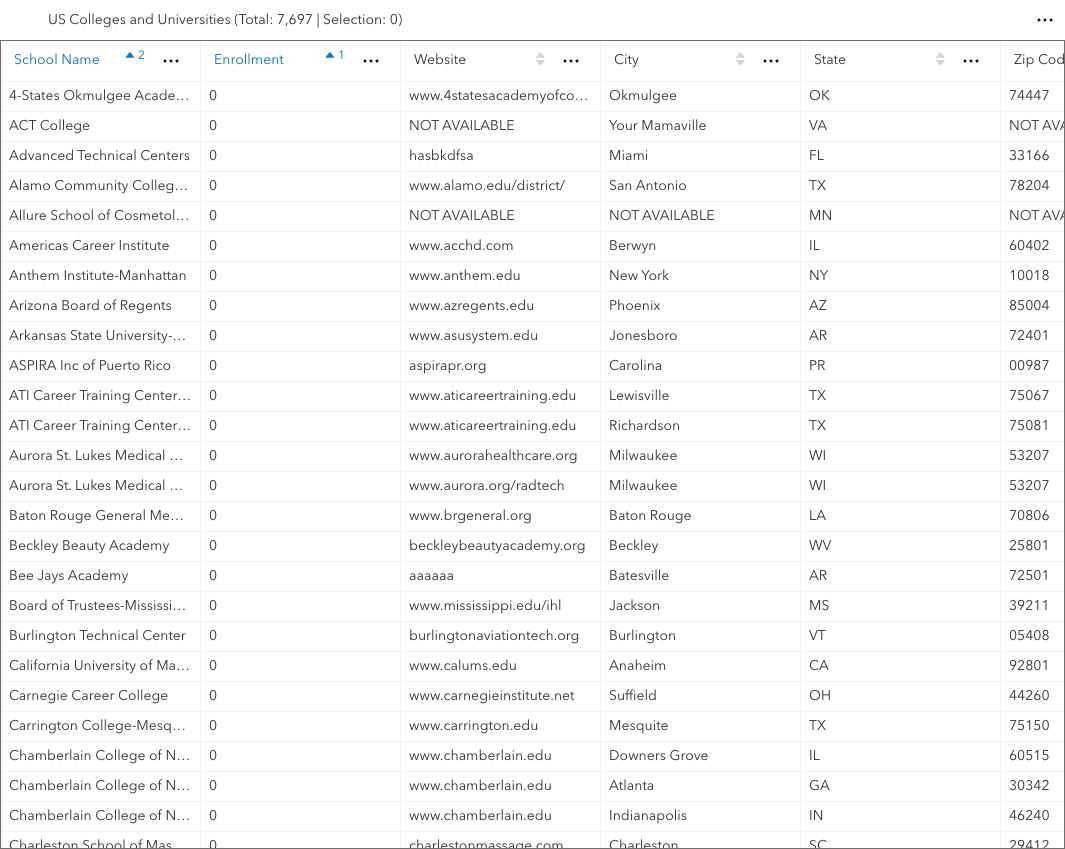 US Colleges and Universities (Total: 7,697 | Selection: 0)
School Name 2 ... Enrollment 1 ... Website ... City ... State ... Zip Cod
4-States Okmulgee Acade... 0 www.4statesacademyofco... Okmulgee OK 74447
ACT College 0 NOT AVAILABLE Your Mamaville VA NOT AVA
Advanced Technical Centers 0 hasbkdfsa Miami FL 33166
Alamo Community Colleg... 0 www.alamo.edu/district/ San Antonio TX 78204
Allure School of Cosmetol... 0 NOT AVAILABLE NOT AVAILABLE MN NOT AVA
Americas Career Institute 0 www.acchd.com Berwyn IL 60402
Anthem Institute-Manhattan 0 www.anthem.edu New York NY 10018
Arizona Board of Regents 0 www.azregents.edu Phoenix AZ 85004
Arkansas State University-... 0 www.asusystem.edu Jonesboro AR 72401
ASPIRA Inc of Puerto Rico 0 aspirapr.org Carolina PR 00987
ATI Career Training Center... 0 www.aticareertraining.edu Lewisville TX 75067
ATI Career Training Center... 0 www.aticareertraining.edu Richardson TX 75081
Aurora St. Lukes Medical ... 0 www.aurorahealthcare.org Milwaukee WI 53207
Aurora St. Lukes Medical ... 0 www.aurora.org/radtech Milwaukee WI 53207
Baton Rouge General Me... 0 www.brgeneral.org Baton Rouge LA 70806
Beckley Beauty Academy 0 beckleybeautyacademy.org Beckley WV 25801
Bee Jays Academy 0 aaaaaa Batesville AR 72501
Board of Trustees-Mississi... 0 www.mississippi.edu/ihl Jackson MS 39211
Burlington Technical Center 0 burlingtonaviationtech.org Burlington VT 05408
California University of Ma... 0 www.calums.edu Anaheim CA 92801
Carnegie Career College 0 www.carnegieinstitute.net Suffield OH 44260
Carrington College-Mesq... 0 www.carrington.edu Mesquite TX 75150
Chamberlain College of N... 0 www.chamberlain.edu Downers Grove IL 60515
Chamberlain College of N... 0 www.chamberlain.edu Atlanta GA 30342
Chamberlain College of N... 0 www.chamberlain.edu Indianapolis IN 46240
Charleston School of Mas... 0 charlestonmassage.com Charleston SC 29412